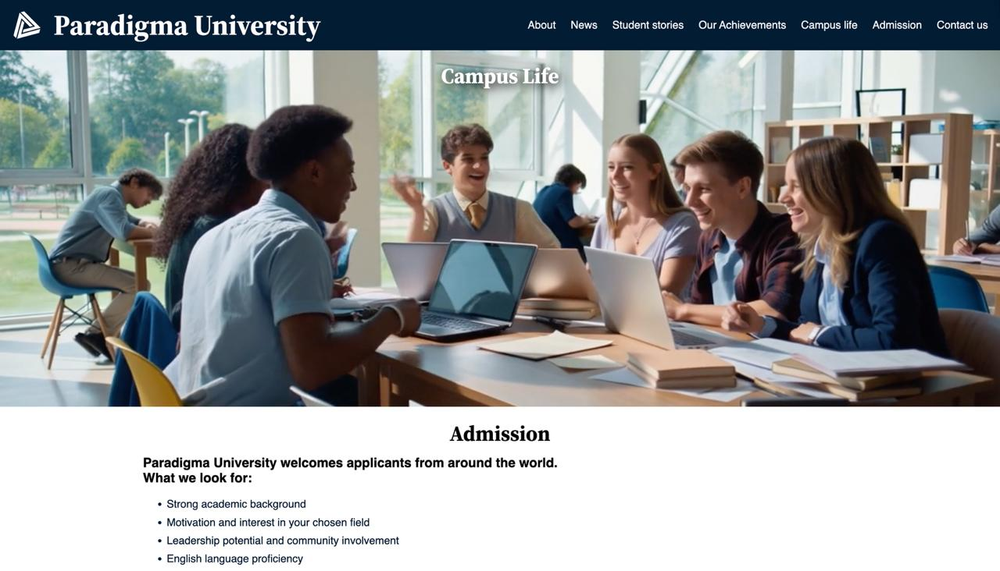 Paradigma University
About
News
Student stories
Our Achievements
Campus life
Admission
Contact us
Campus Life
Admission
Paradigma University welcomes applicants from around the world.
What we look for:
• Strong academic background
• Motivation and interest in your chosen field
• Leadership potential and community involvement
• English language proficiency